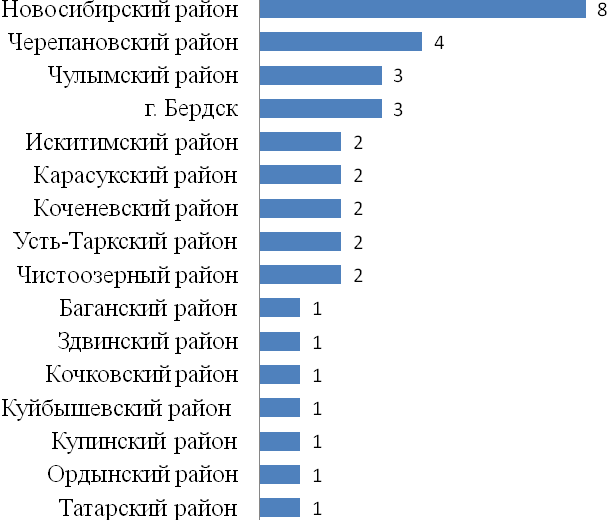 Новосибирский район 8
Черепановский район 4
Чулымский район 3
г. Бердск 3
Искитимский район 2
Карасукский район 2
Коченевский район 2
Усть-Таркский район 2
Чистоозерный район 2
Баганский район 1
Здвинский район 1
Кочковский район 1
Куйбышевский район 1
Купинский район 1
Ордынский район 1
Татарский район 1